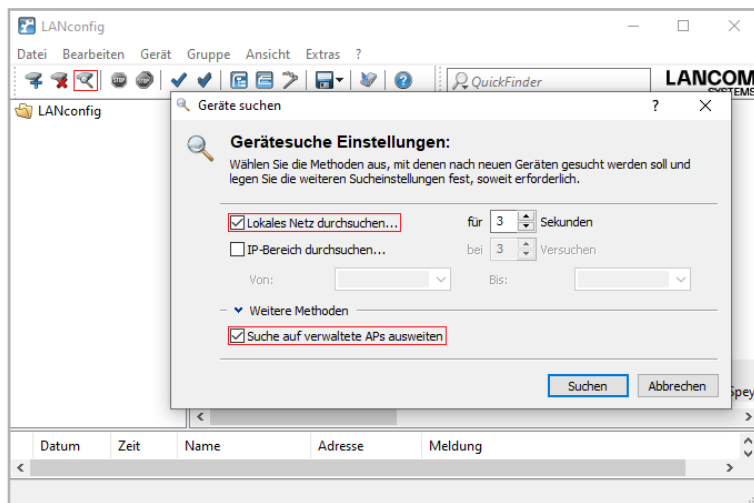 LANconfig
Datei Bearbeiten Gerät Gruppe Ansicht Extras ?
STOP QuickFinder LANCOM
SYSTEMS
LANconfig
Geräte suchen ?
Gerätesuche Einstellungen:
Wählen Sie die Methoden aus, mit denen nach neuen Geräten gesucht werden soll und
legen Sie die weiteren Sucheinstellungen fest, soweit erforderlich.
Lokales Netz durchsuchen... für 3 Sekunden
IP-Bereich durchsuchen... bei 3 Versuchen
Von: Bis:
Weitere Methoden
Suche auf verwaltete APs ausweiten
Suchen Abbrechen
Spey
Datum Zeit Name Adresse Meldung